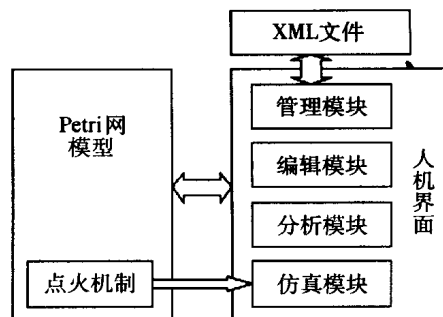 XML文件
Petri网
模型
管理模块
编辑模块
分析模块
仿真模块
人机界面
点火机制